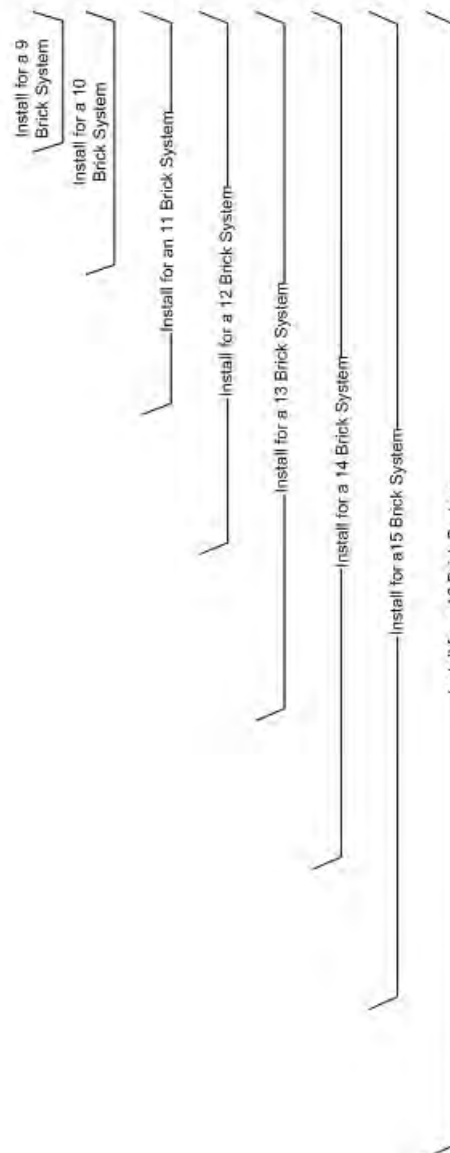 Install for a 9
Brick System
Install for a 10
Brick System
Install for an 11 Brick System
Install for a 12 Brick System
Install for a 13 Brick System
Install for a 14 Brick System
Install for a15 Brick System